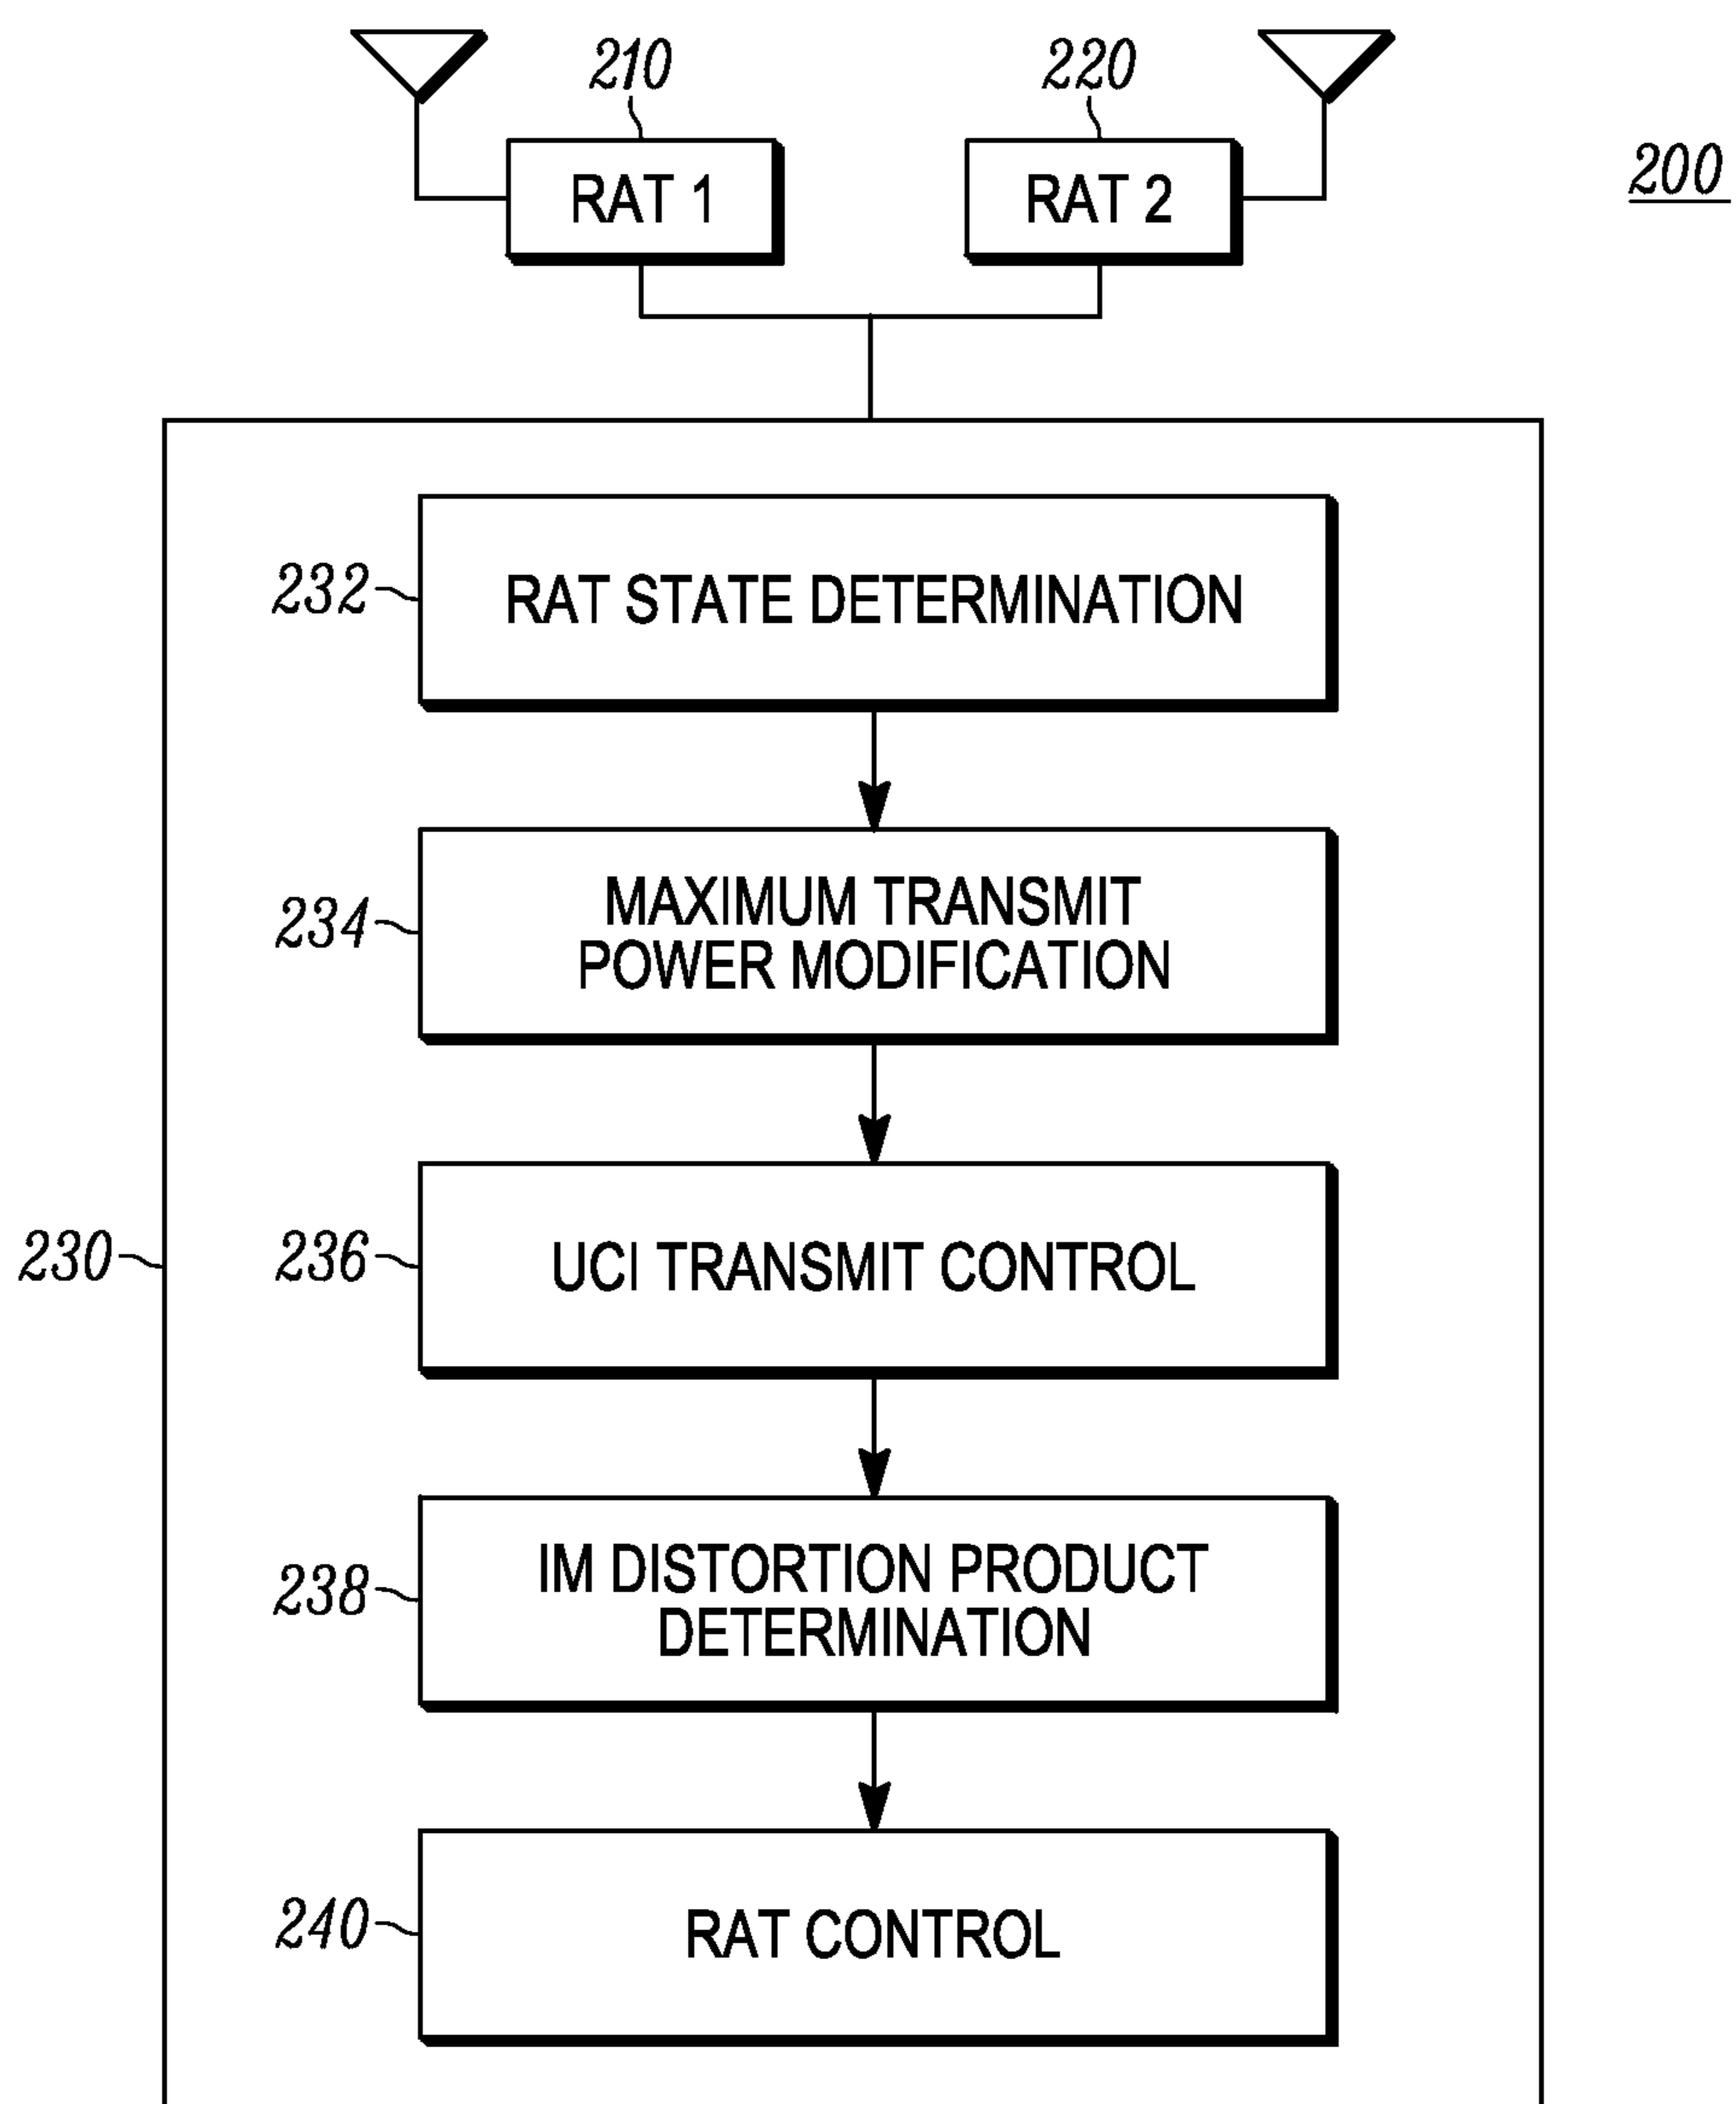 210
220
200
RAT 1
RAT 2
232
RAT STATE DETERMINATION
234
MAXIMUM TRANSMIT
POWER MODIFICATION
230
236
UCI TRANSMIT CONTROL
238
IM DISTORTION PRODUCT
DETERMINATION
240
RAT CONTROL